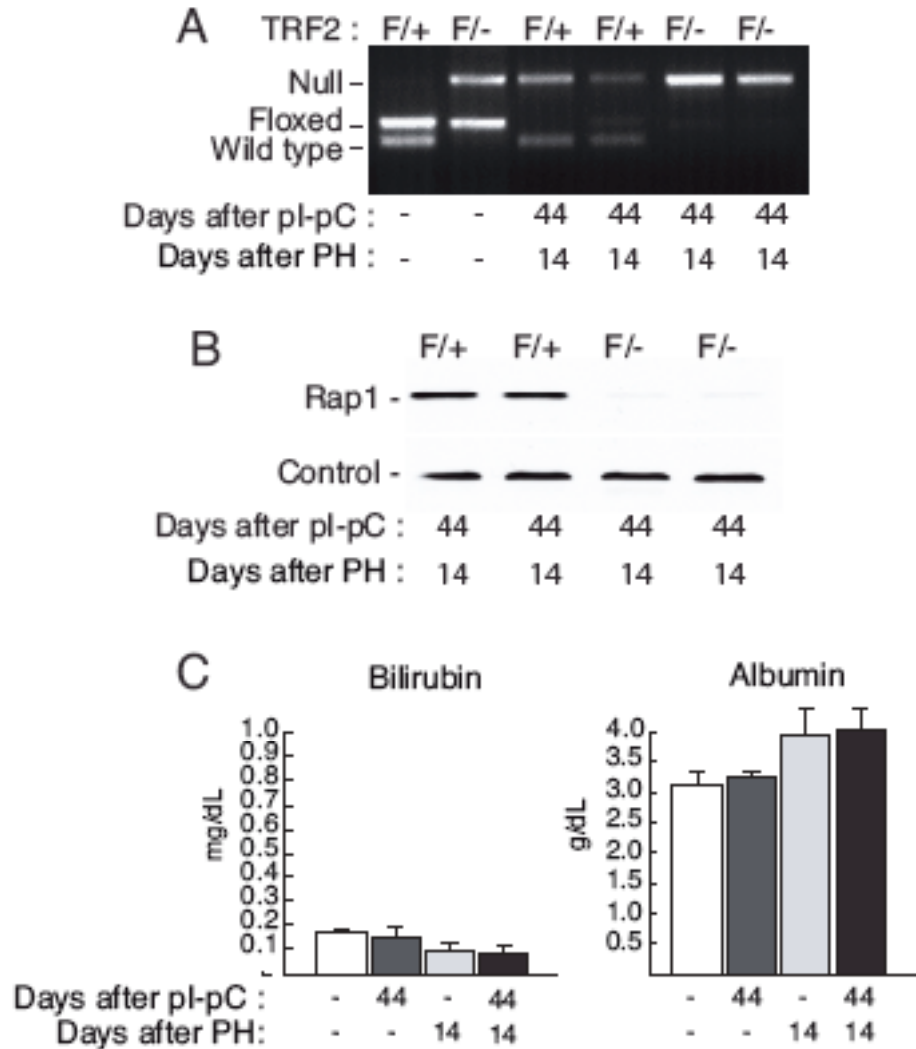 A TRF2 : F/+ F/- F/+ F/+ F/- F/-
Null –
Floxed –
Wild type –
Days after pI-pC : - - 44 44 44 44
Days after PH : - - 14 14 14 14
B F/+ F/+ F/- F/-
Rap1 -
Control -
Days after pI-pC : 44 44 44 44
Days after PH : 14 14 14 14
C Bilirubin Albumin
1.0 4.0
0.9 3.5
0.8 3.0
0.7 2.5
0.6 2.0
0.5 1.5
0.4 1.0
0.3 0.5
0.2
0.1
mg/dL g/dL
Days after pI-pC : - 44 - 44 - 44 - 44
Days after PH: - - 14 14 - - 14 14